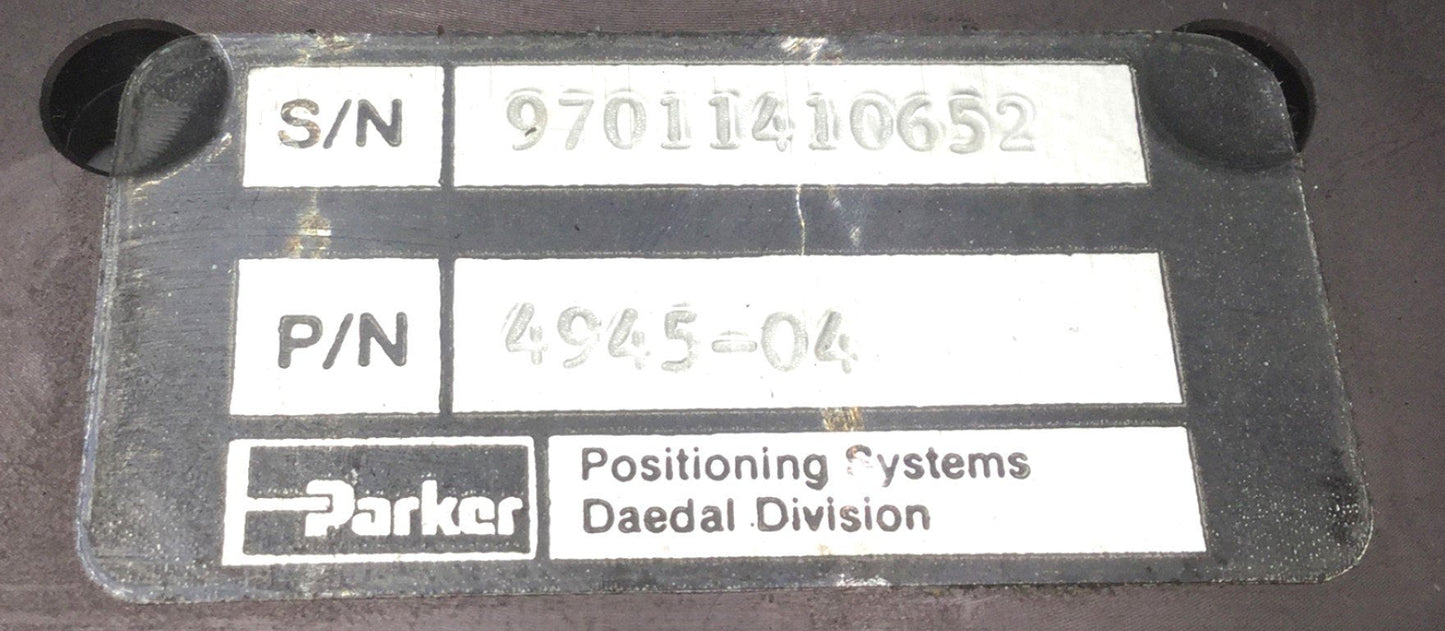 S/N 97011410652
P/N 4945-04
Parker
Positioning Systems
Daedal Division